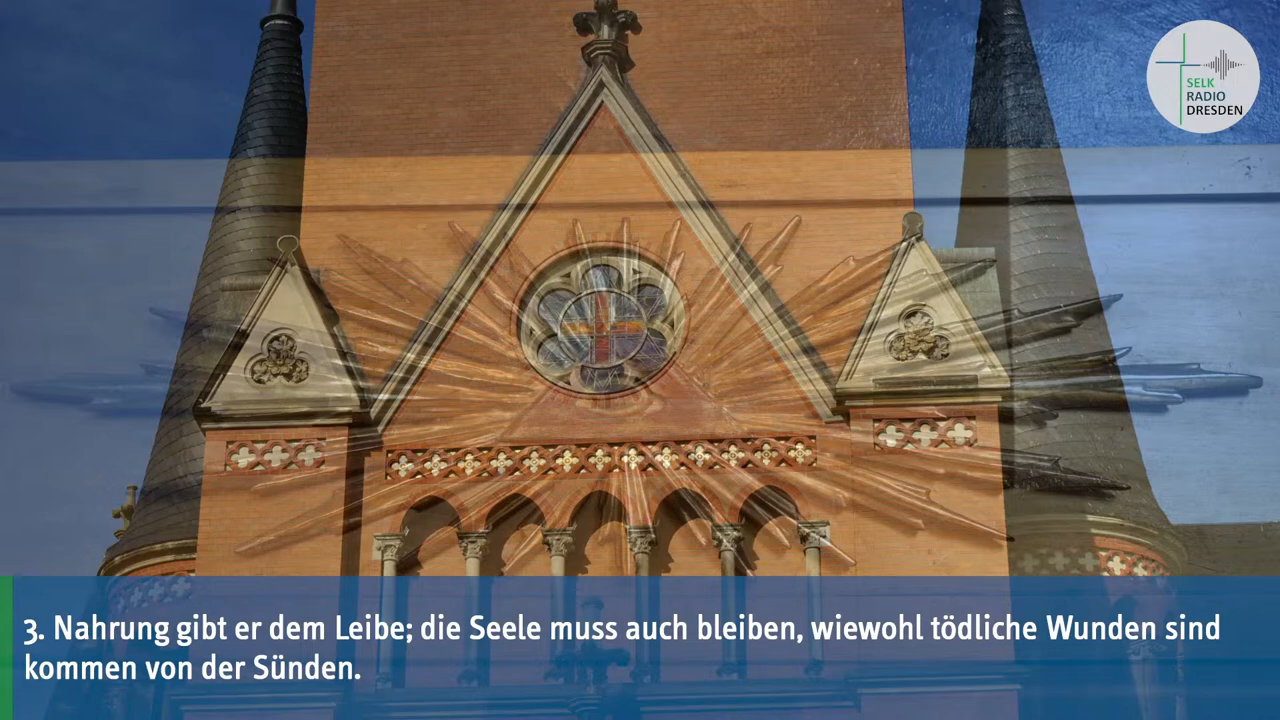 SELK
RADIO
DRESDEN
3. Nahrung gibt er dem Leibe; die Seele muss auch bleiben, wiewohl tödliche Wunden sind
kommen von der Sünden.